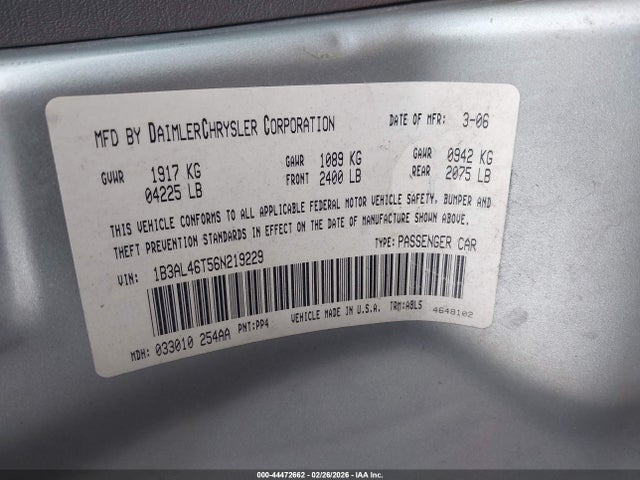 MFD BY DAIMLERCHRYSLER CORPORATION DATE OF MFR: 3-06
GVWR 1917 KG GAWR 1089 KG GAWR 0942 KG
04225 LB FRONT 2400 LB REAR 2075 LB
THIS VEHICLE CONFORMS TO ALL APPLICABLE FEDERAL MOTOR VEHICLE SAFETY, BUMPER AND
THEFT PREVENTION STANDARDS IN EFFECT ON THE DATE OF MANUFACTURE SHOWN ABOVE.
VIN: 1B3AL46T56N219229 TYPE: PASSENGER CAR
MDH: 033010 254AA PNT: PP4 VEHICLE MADE IN U.S.A. TRM: A8L5 4648102
000-44472662 / 02/26/2026 - IAA Inc.